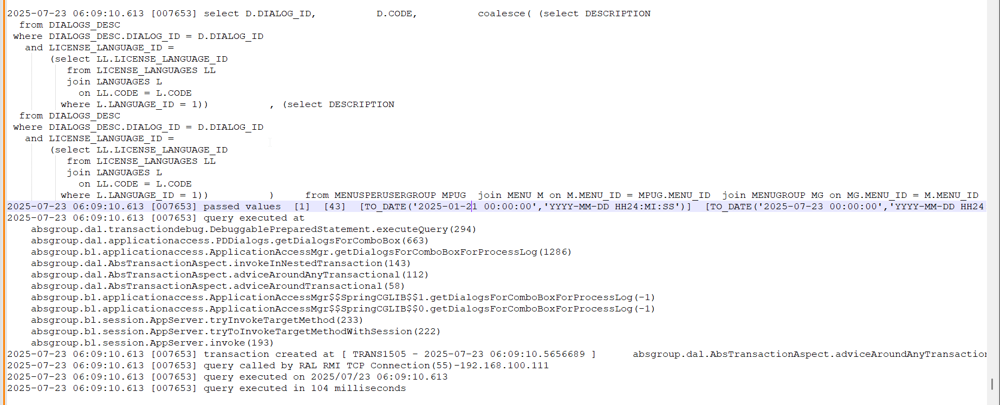 2025-07-23 06:09:10.613 [007653] select D.DIALOG_ID, D.CODE, coalesce( (select DESCRIPTION
from DIALOGS_DESC
where DIALOGS_DESC.DIALOG_ID = D.DIALOG_ID
and LICENSE_LANGUAGE_ID =
(select LL.LICENSE_LANGUAGE_ID
from LICENSE_LANGUAGES LL
join LANGUAGES L
on LL.CODE = L.CODE
where L.LANGUAGE_ID = 1)) , (select DESCRIPTION
from DIALOGS_DESC
where DIALOGS_DESC.DIALOG_ID = D.DIALOG_ID
and LICENSE_LANGUAGE_ID =
(select LL.LICENSE_LANGUAGE_ID
from LICENSE_LANGUAGES LL
join LANGUAGES L
on LL.CODE = L.CODE
where L.LANGUAGE_ID = 1)) ) from MENUSPERUSERGROUP MPUG join MENU M on M.MENU_ID = MPUG.MENU_ID join MENUGROUP MG on MG.MENU_ID = M.MENU_ID
2025-07-23 06:09:10.613 [007653] passed values [1] [43] [TO_DATE('2025-01-21 00:00:00','YYYY-MM-DD HH24:MI:SS')] [TO_DATE('2025-07-23 00:00:00','YYYY-MM-DD HH24
2025-07-23 06:09:10.613 [007653] query executed at
absgroup.dal.transactiondebug.DebuggablePreparedStatement.executeQuery(294)
absgroup.dal.applicationaccess.PDDialogs.getDialogsForComboBox(663)
absgroup.bl.applicationaccess.ApplicationAccessMgr.getDialogsForComboBoxForProcessLog(1286)
absgroup.dal.AbsTransactionAspect.invokeInNestedTransaction(143)
absgroup.dal.AbsTransactionAspect.adviceAroundAnyTransactional(112)
absgroup.dal.AbsTransactionAspect.adviceAroundTransactional(58)
absgroup.bl.applicationaccess.ApplicationAccessMgr$$SpringCGLIB$$1.getDialogsForComboBoxForProcessLog(-1)
absgroup.bl.applicationaccess.ApplicationAccessMgr$$SpringCGLIB$$0.getDialogsForComboBoxForProcessLog(-1)
absgroup.bl.session.AppServer.tryInvokeTargetMethod(233)
absgroup.bl.session.AppServer.tryToInvokeTargetMethodWithSession(222)
absgroup.bl.session.AppServer.invoke(193)
2025-07-23 06:09:10.613 [007653] transaction created at [ TRANS1505 - 2025-07-23 06:09:10.5656689 ] absgroup.dal.AbsTransactionAspect.adviceAroundAnyTransaction
2025-07-23 06:09:10.613 [007653] query called by RAL RMI TCP Connection(55)-192.168.100.111
2025-07-23 06:09:10.613 [007653] query executed on 2025/07/23 06:09:10.613
2025-07-23 06:09:10.613 [007653] query executed in 104 milliseconds